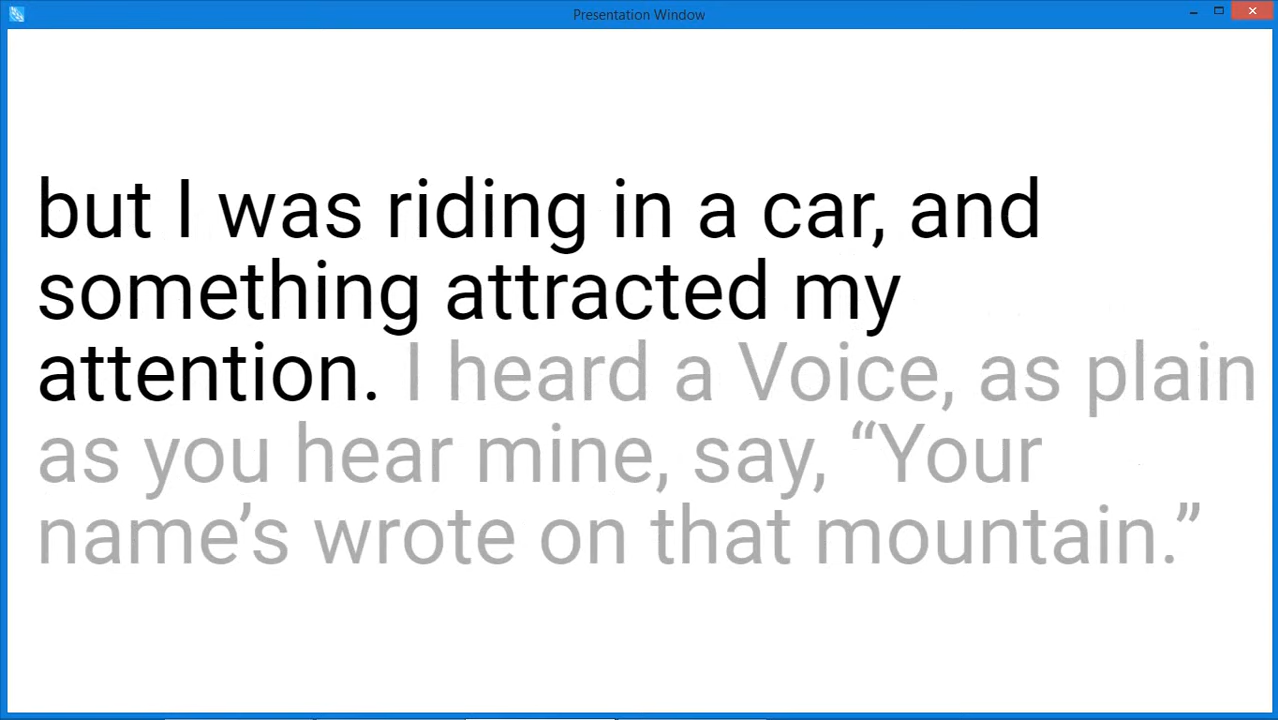 Presentation Window
but I was riding in a car, and
something attracted my
attention. I heard a Voice, as plain
as you hear mine, say, “Your
name’s wrote on that mountain.”